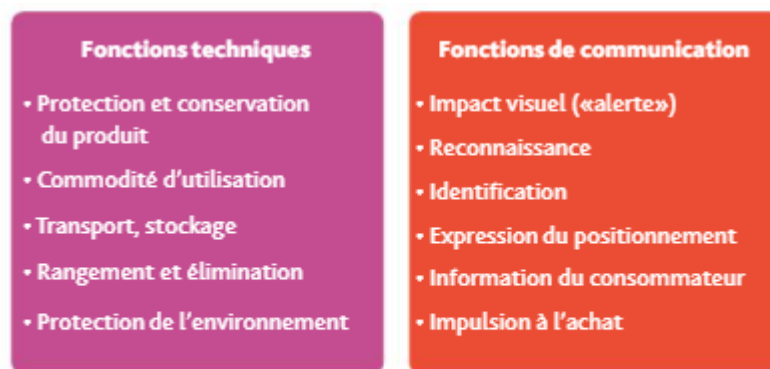 Fonctions techniques
• Protection et conservation
du produit
• Commodité d'utilisation
• Transport, stockage
• Rangement et élimination
• Protection de l'environnement
Fonctions de communication
• Impact visuel («alerte»)
• Reconnaissance
• Identification
• Expression du positionnement
• Information du consommateur
• Impulsion à l'achat